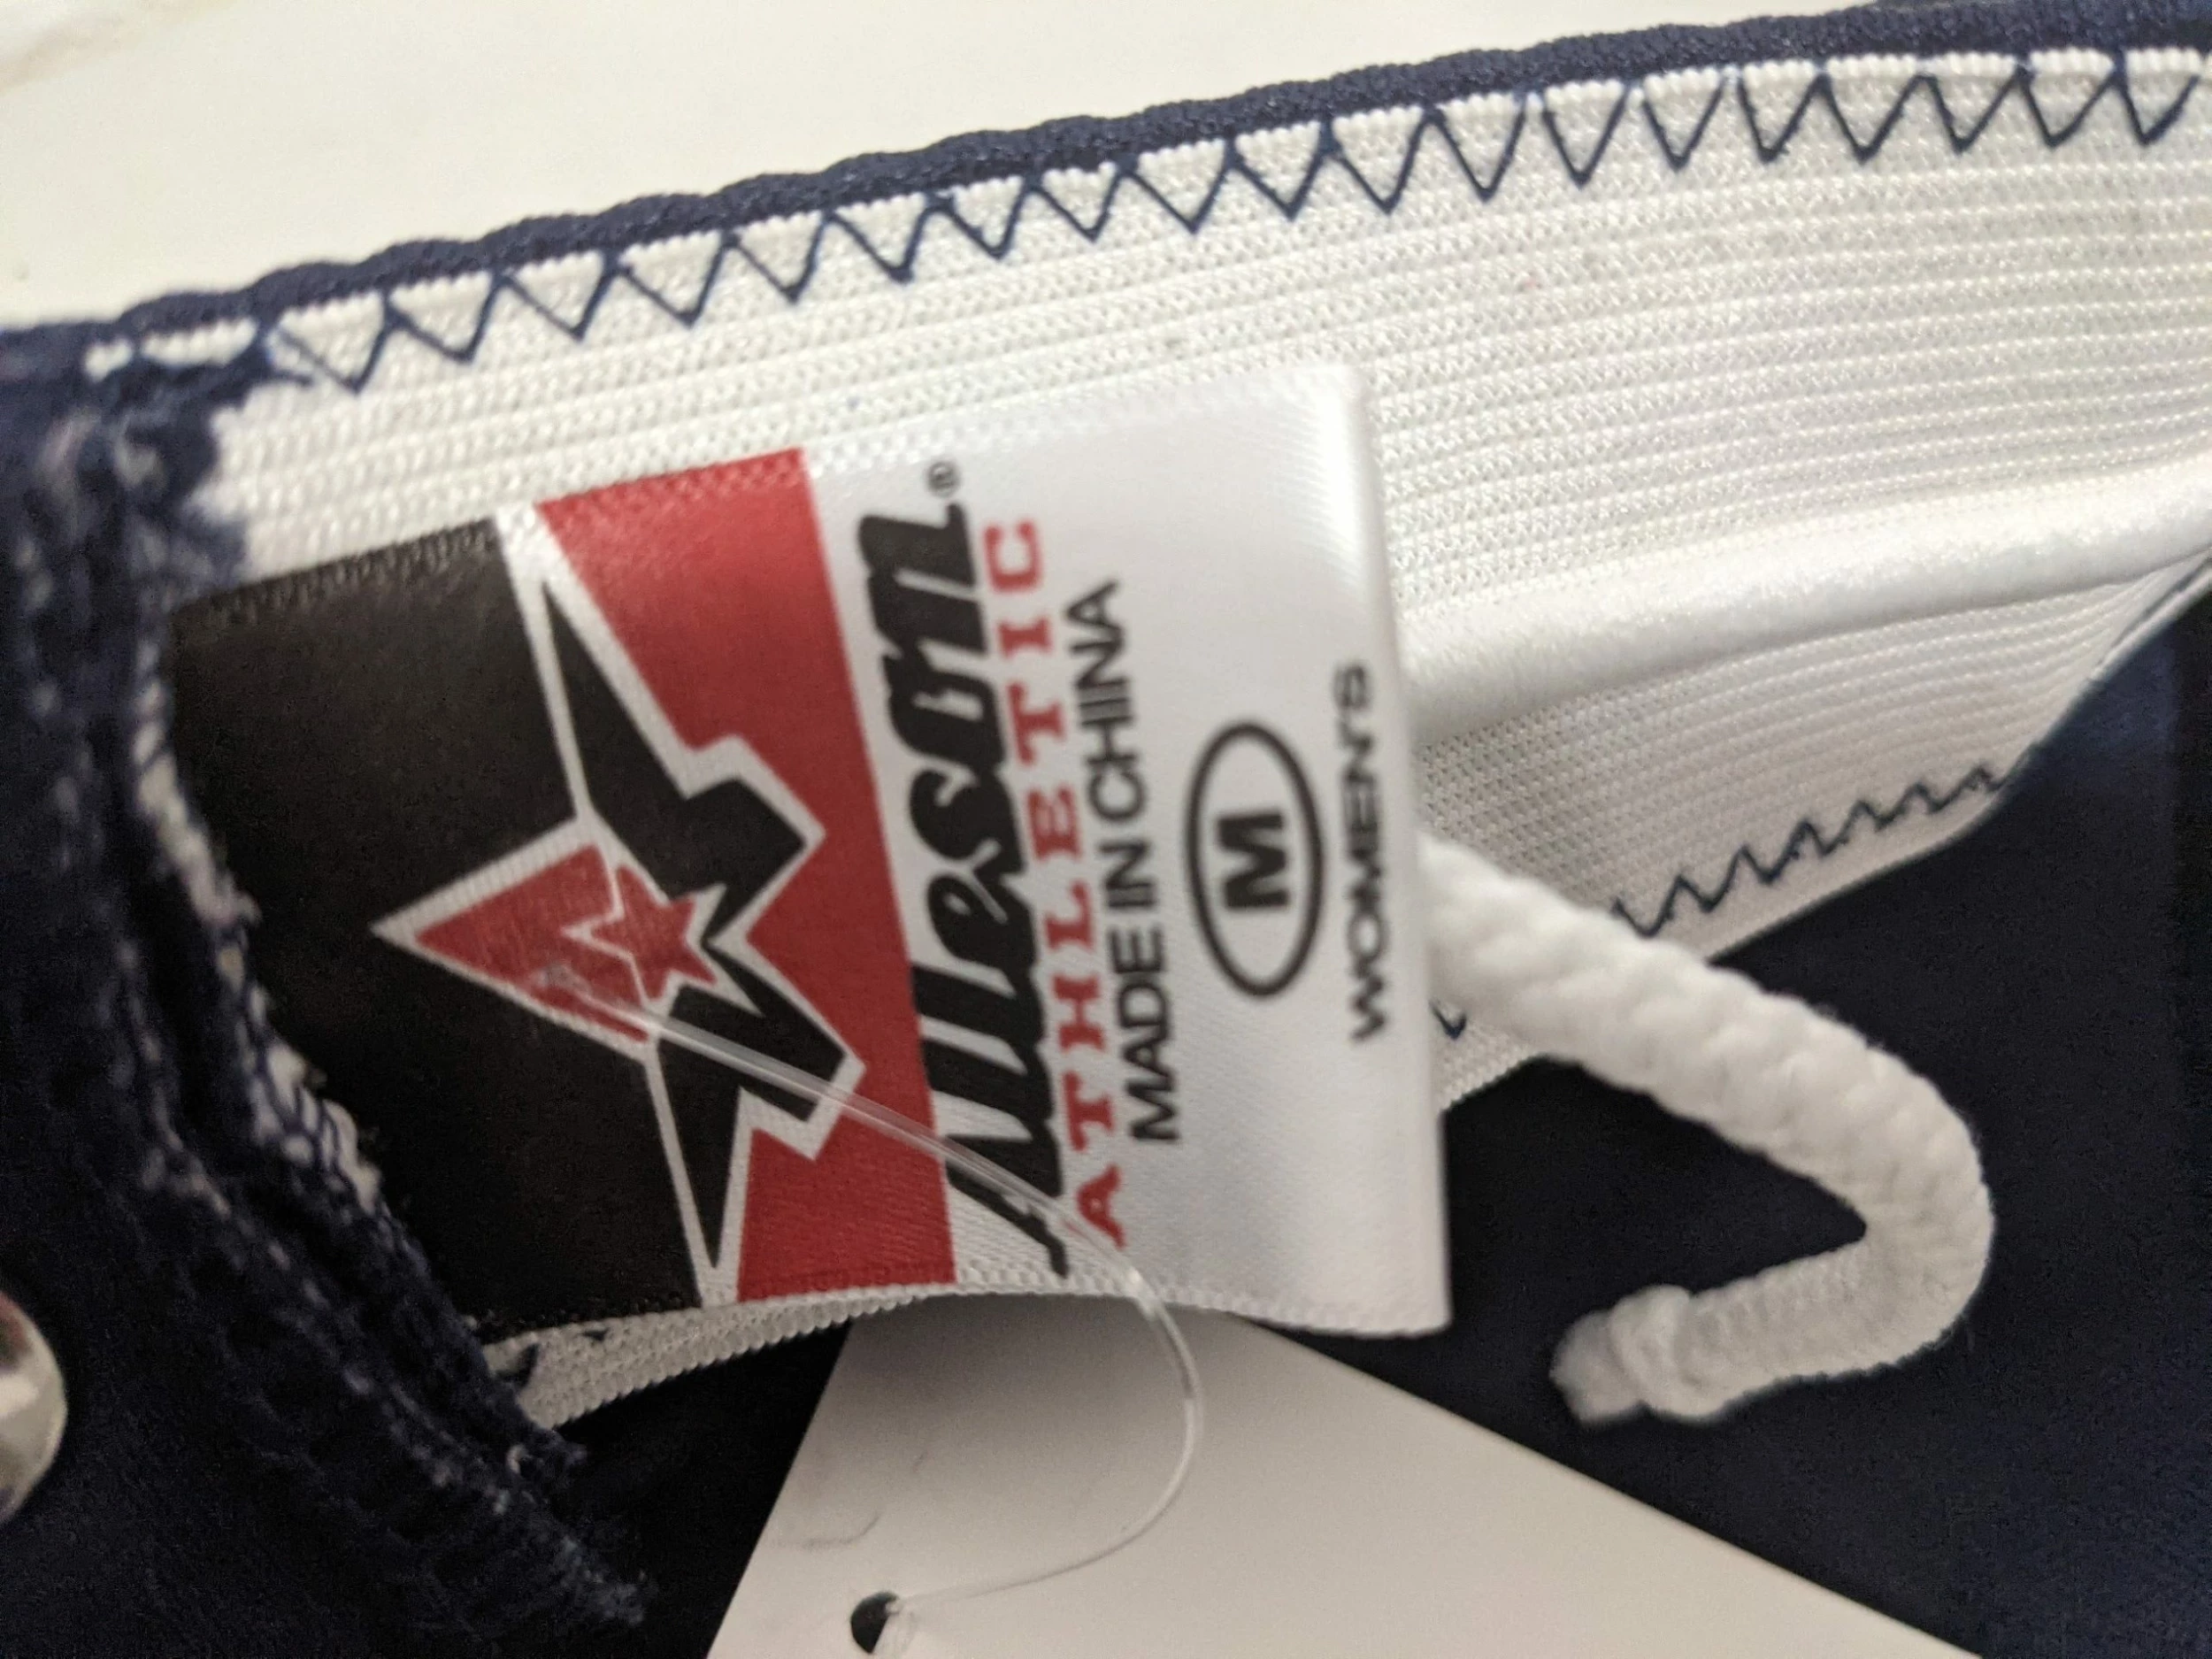 Alleson®
ATHLETIC
MADE IN CHINA
M
WOMEN'S